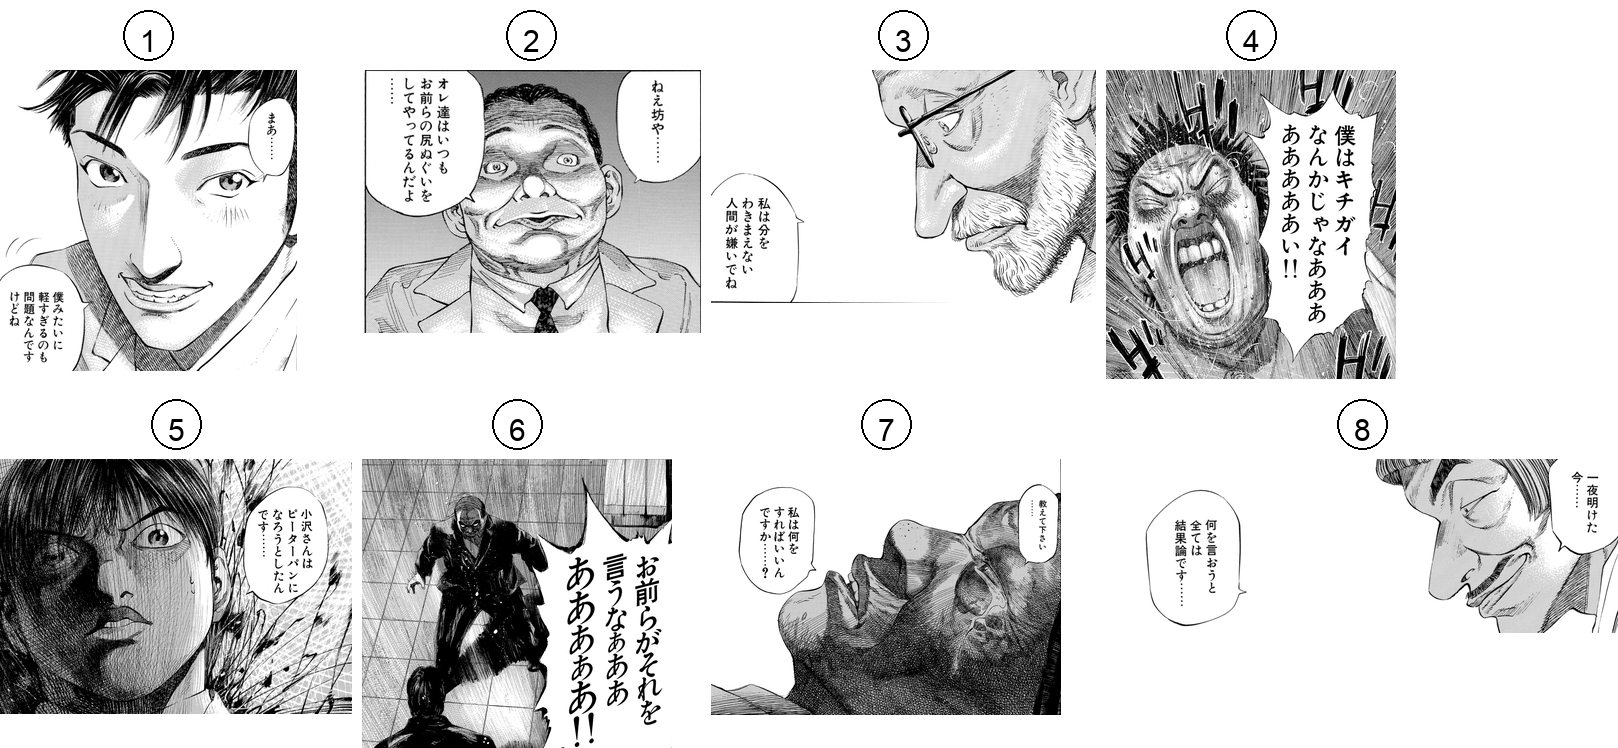 1
まあ……
僕みたいに
軽すぎるのも
問題なんです
けどね
2
ねえ坊や……
オレ達はいつも
お前らの尻ぬぐいを
してやってるんだよ
……
3
私は分を
わきまえない
人間が嫌いでね
4
僕はキチガイ
なんかじゃなあああ
あああああい!!
ハ
ハ
ハ
ハ
ハ
ハ
5
小沢さんは
ピーターパンに
なろうとしたん
です……
6
お前らがそれを
言うなぁぁああ
あああああ!!
7
教えて下さい
……
私は何を
すればいいん
ですか……?
8
一夜明けた
今……
何を言おうと
全ては
結果論です……